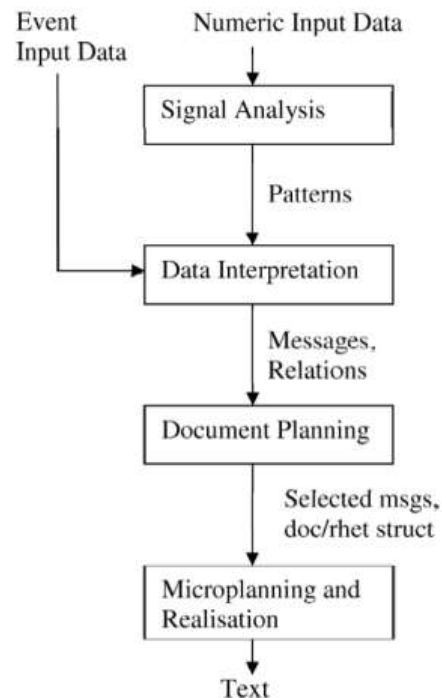 Event
Input Data
Numeric Input Data
Signal Analysis
Patterns
Data Interpretation
Messages,
Relations
Document Planning
Selected msgs,
doc/rhet struct
Microplanning and
Realisation
Text